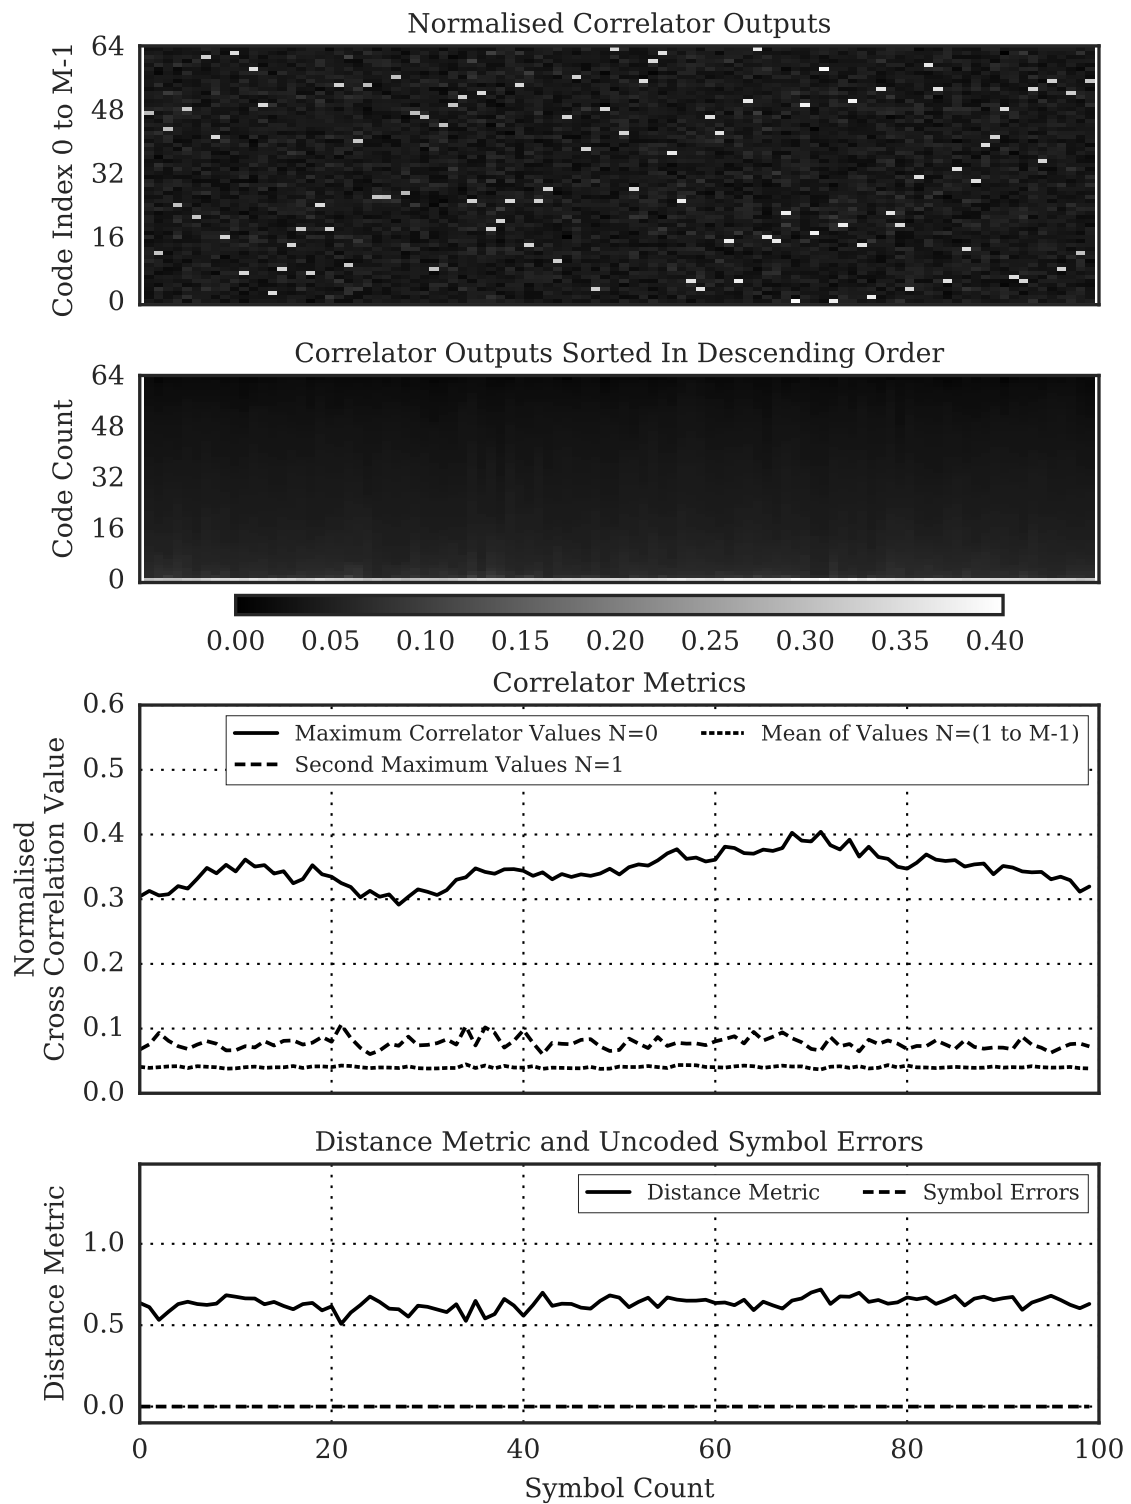 Normalised Correlator Outputs
Code Index 0 to M-1
64
48
32
16
0
Correlator Outputs Sorted In Descending Order
Code Count
64
48
32
16
0
0.00 0.05 0.10 0.15 0.20 0.25 0.30 0.35 0.40
Correlator Metrics
Normalised
Cross Correlation Value
0.6
0.5
0.4
0.3
0.2
0.1
0.0
Maximum Correlator Values N=0
Second Maximum Values N=1
Mean of Values N=(1 to M-1)
Distance Metric and Uncoded Symbol Errors
Distance Metric
1.0
0.5
0.0
Distance Metric
Symbol Errors
0 20 40 60 80 100
Symbol Count